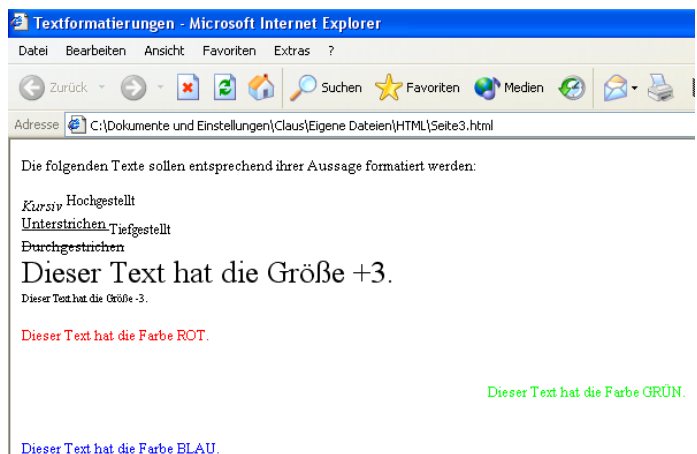 Textformatierungen - Microsoft Internet Explorer
Datei Bearbeiten Ansicht Favoriten Extras ?
Zurück Suchen Favoriten Medien
Adresse C:\Dokumente und Einstellungen\Claus\Eigene Dateien\HTML\Seite3.html
Die folgenden Texte sollen entsprechend ihrer Aussage formatiert werden:
Kursiv Hochgestellt
Unterstrichen Tiefgestellt
Durchgestrichen
Dieser Text hat die Größe +3.
Dieser Text hat die Größe -3.
Dieser Text hat die Farbe ROT.
Dieser Text hat die Farbe GRÜN.
Dieser Text hat die Farbe BLAU.